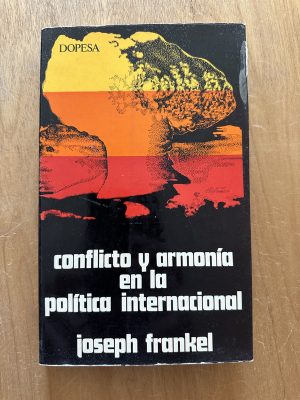 DOPESA
conflicto y armonía
en la
política internacional
joseph frankel